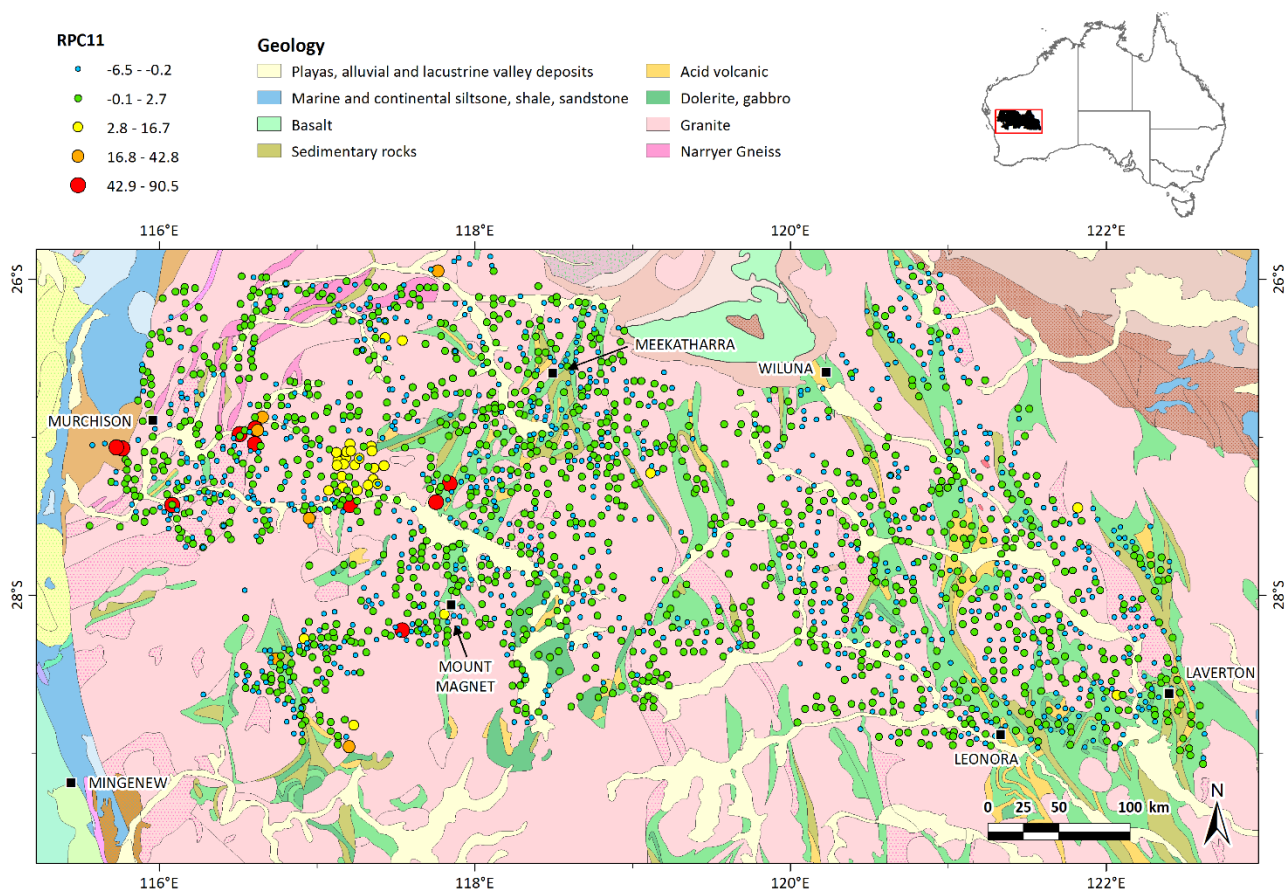 RPC11
-6.5 - -0.2
-0.1 - 2.7
2.8 - 16.7
16.8 - 42.8
42.9 - 90.5
Geology
Playas, alluvial and lacustrine valley deposits
Marine and continental siltsone, shale, sandstone
Basalt
Sedimentary rocks
Acid volcanic
Dolerite, gabbro
Granite
Narryer Gneiss
116°E
118°E
120°E
122°E
26°S
26°S
MEEKATHARRA
WILUNA
MURCHISON
28°S
28°S
MOUNT
MAGNET
LAVERTON
LEONORA
MINGENEW
N
0 25 50 100 km
116°E
118°E
120°E
122°E